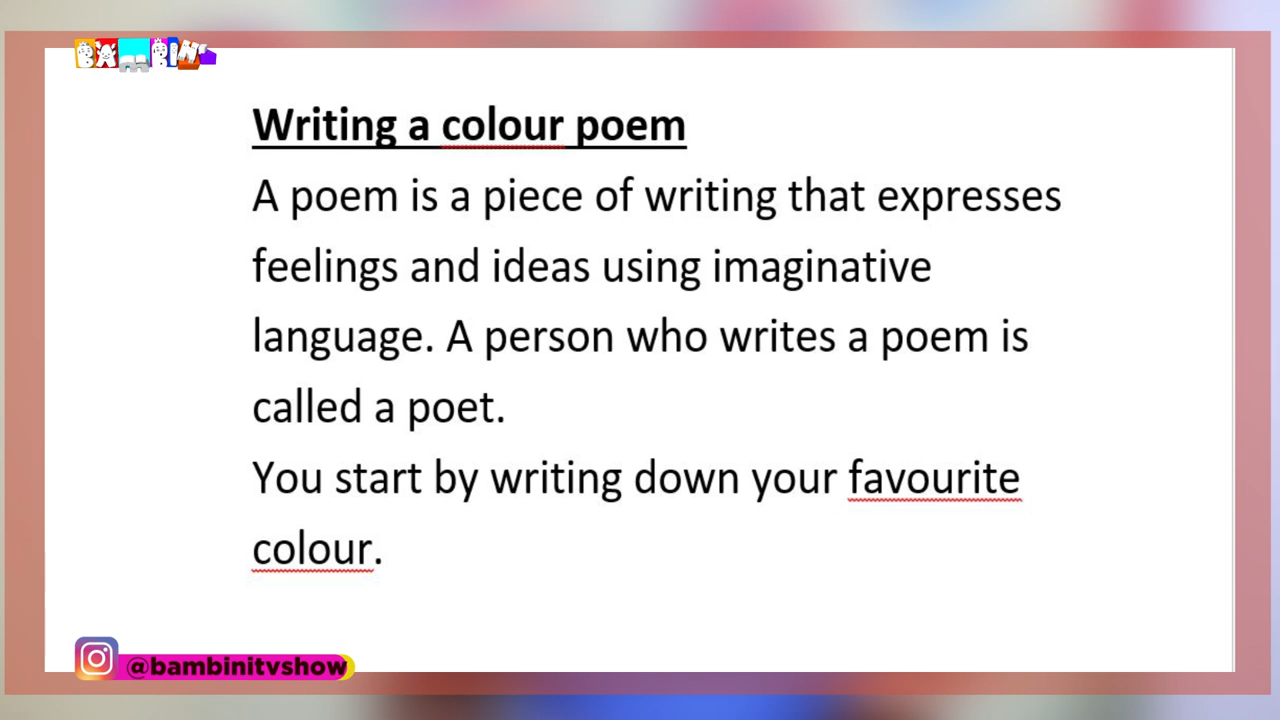 BAMBINI
Writing a colour poem
A poem is a piece of writing that expresses
feelings and ideas using imaginative
language. A person who writes a poem is
called a poet.
You start by writing down your favourite
colour.
@bambinitvshow